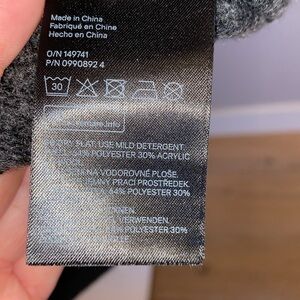 Made in China
Fabriqué en Chine
Hecho en China
O/N 149741
P/N 0990892 4
30
DRY FLAT. USE MILD DETERGENT
POLYESTER 30% ACRYLIC
NA VODOROVNÉ PLOŠE.
PRACÍ PROSTŘEDEK.
64% POLYESTER 30%
VERWENDEN.
POLYESTER 30%